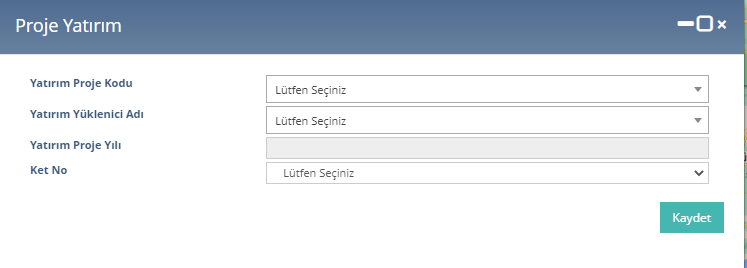 Proje Yatırım
Yatırım Proje Kodu
Lütfen Seçiniz
Yatırım Yüklenici Adı
Lütfen Seçiniz
Yatırım Proje Yılı
Ket No
Lütfen Seçiniz
Kaydet